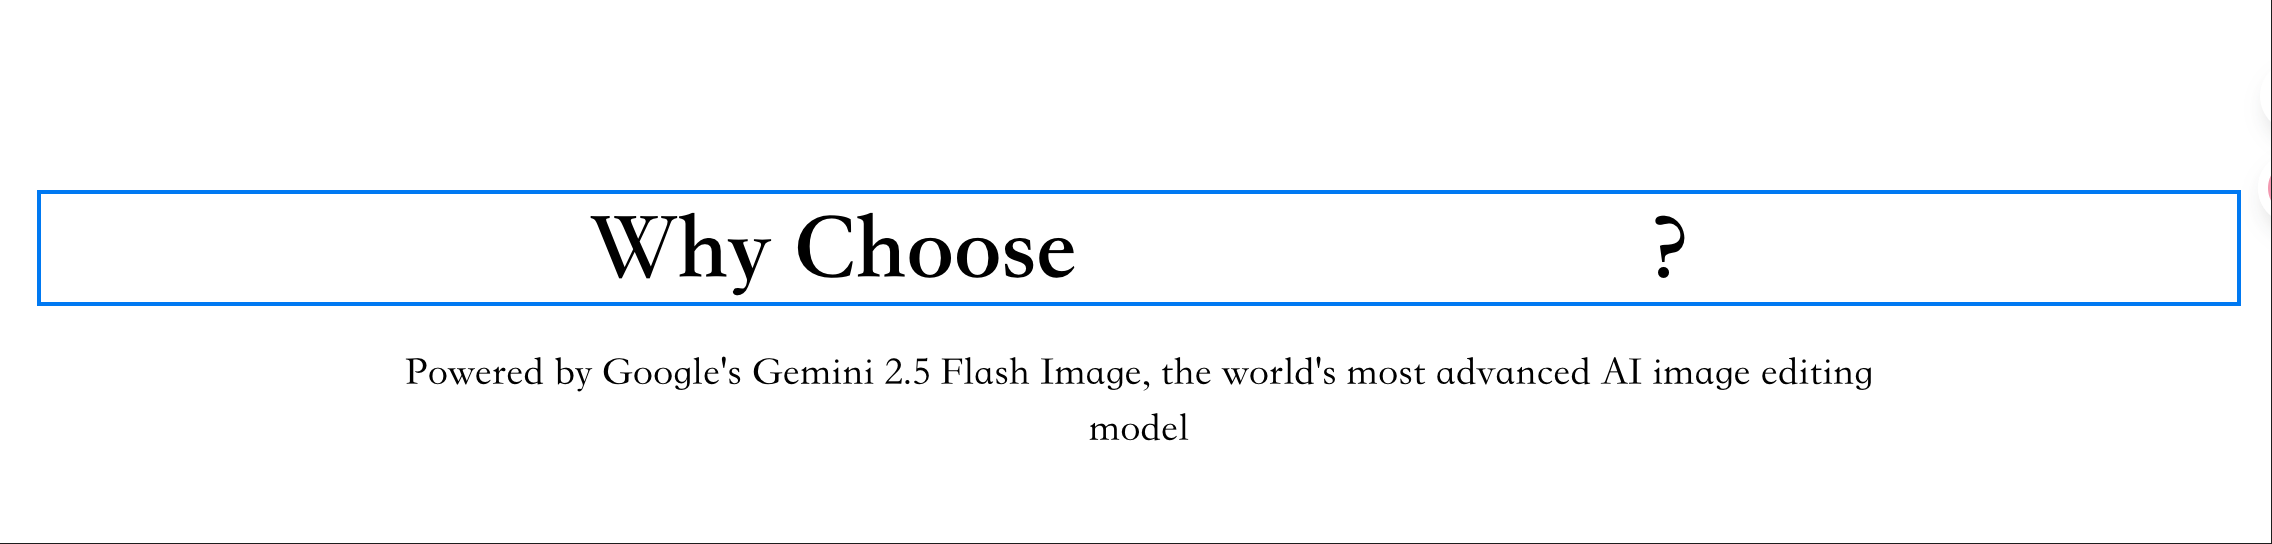 Why Choose ?
Powered by Google's Gemini 2.5 Flash Image, the world's most advanced AI image editing
model